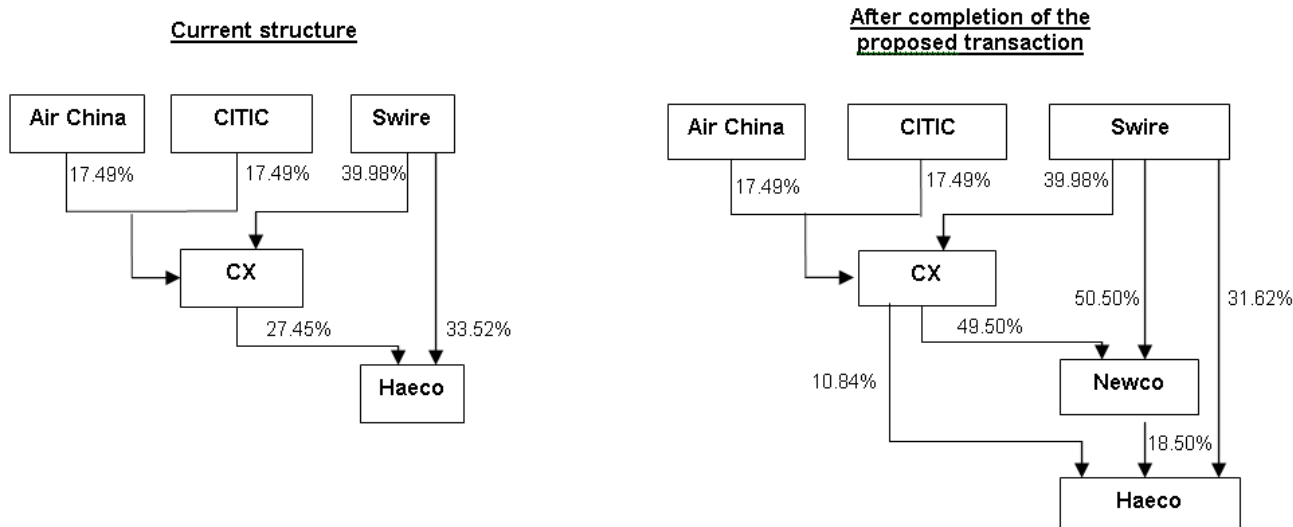 Current structure
Air China
CITIC
Swire
17.49%
17.49%
39.98%
CX
27.45%
33.52%
Haeco
After completion of the
proposed transaction
Air China
CITIC
Swire
17.49%
17.49%
39.98%
CX
50.50%
31.62%
49.50%
10.84%
Newco
18.50%
Haeco